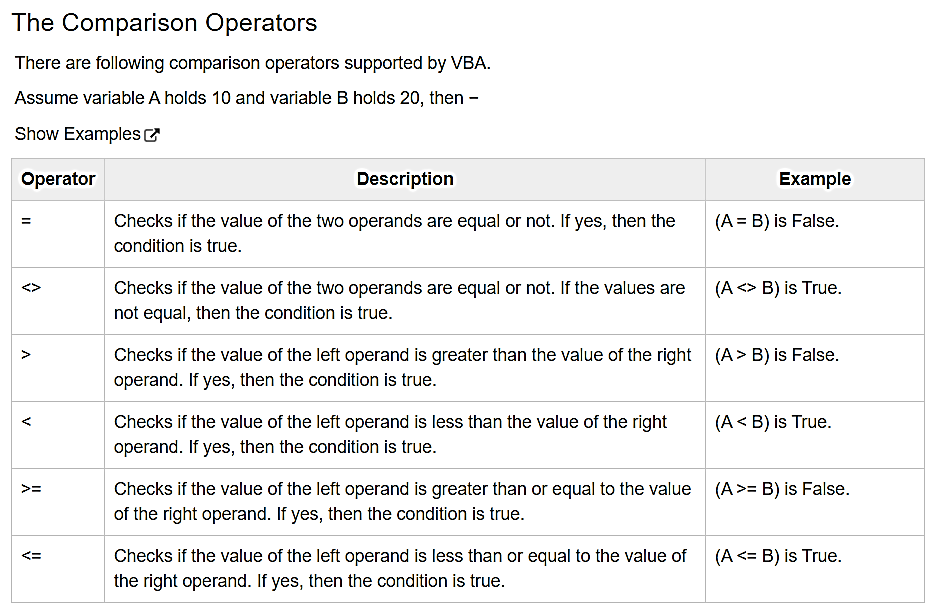 The Comparison Operators
There are following comparison operators supported by VBA.
Assume variable A holds 10 and variable B holds 20, then −
Show Examples
Operator Description Example
= Checks if the value of the two operands are equal or not. If yes, then the (A = B) is False.
condition is true.
<> Checks if the value of the two operands are equal or not. If the values are (A <> B) is True.
not equal, then the condition is true.
> Checks if the value of the left operand is greater than the value of the right (A > B) is False.
operand. If yes, then the condition is true.
< Checks if the value of the left operand is less than the value of the right (A < B) is True.
operand. If yes, then the condition is true.
>= Checks if the value of the left operand is greater than or equal to the value (A >= B) is False.
of the right operand. If yes, then the condition is true.
<= Checks if the value of the left operand is less than or equal to the value of (A <= B) is True.
the right operand. If yes, then the condition is true.